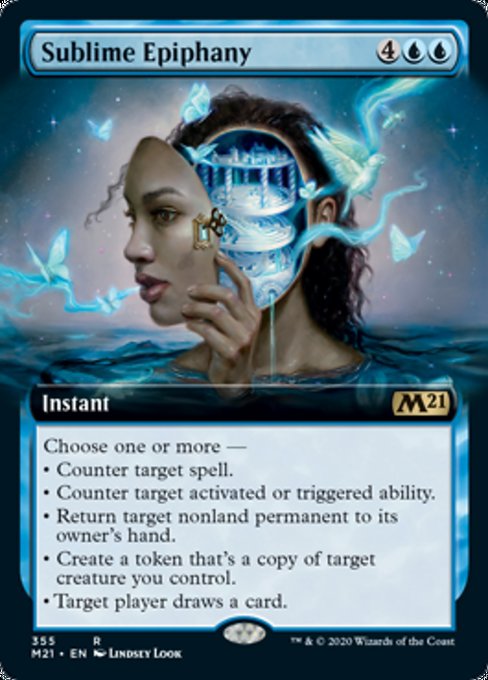 Sublime Epiphany 4
Instant M21
Choose one or more —
• Counter target spell.
• Counter target activated or triggered ability.
• Return target nonland permanent to its
owner's hand.
• Create a token that's a copy of target
creature you control.
• Target player draws a card.
355 R
M21 • EN LINDSEY LOOK
™ & © 2020 Wizards of the Coast